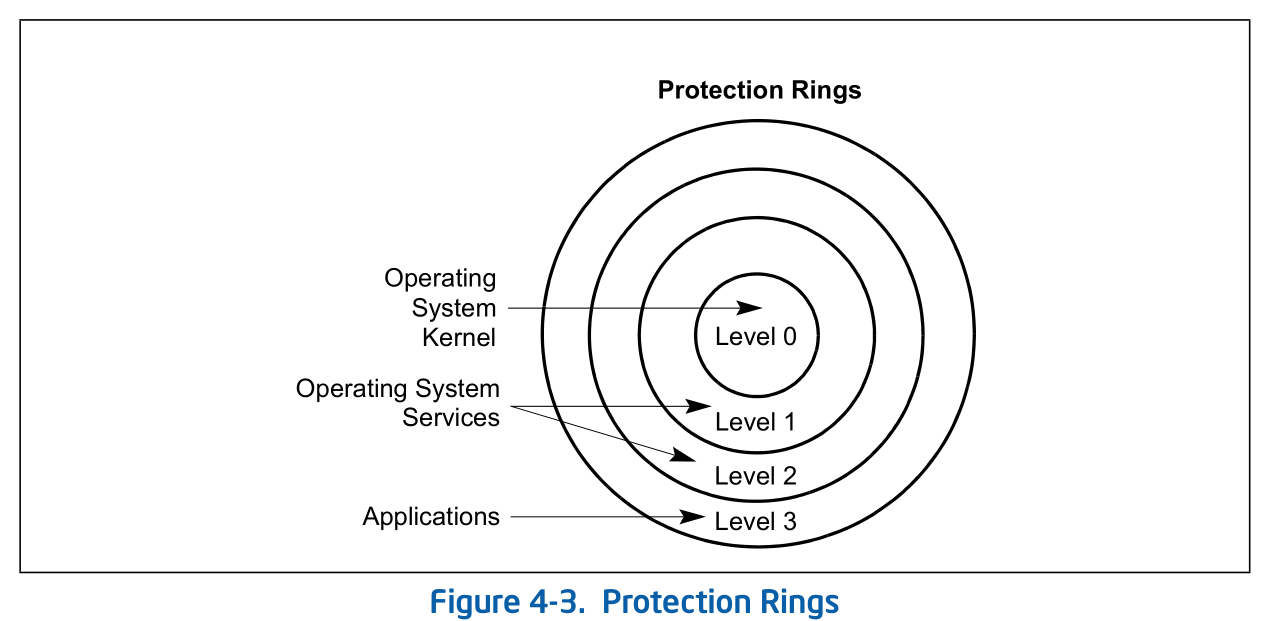 Protection Rings
Operating
System
Kernel
Level 0
Operating System
Services
Level 1
Level 2
Applications
Level 3
Figure 4-3. Protection Rings